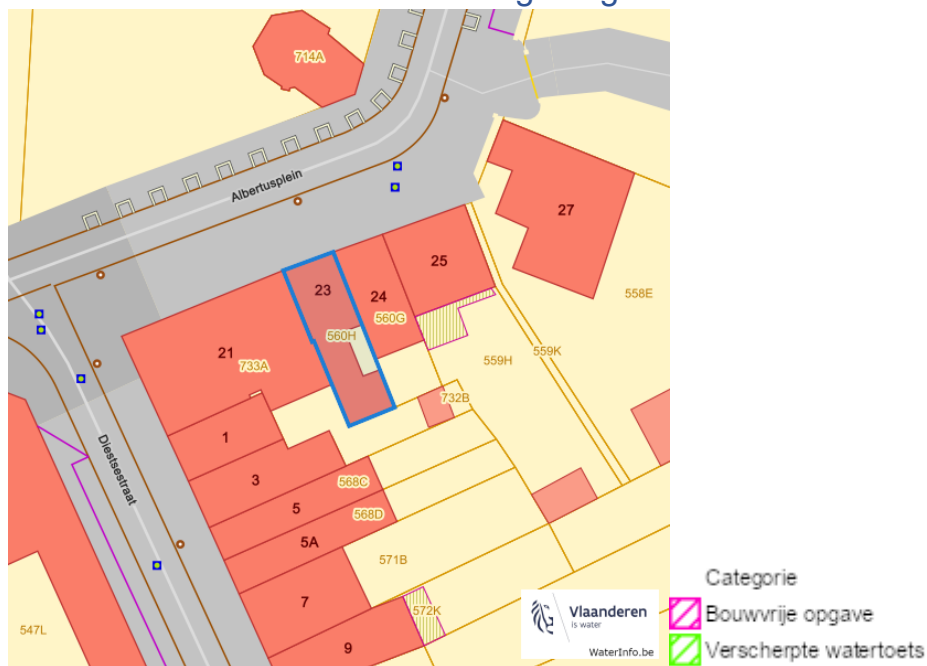 714A
Albertusplein
27
25
23
24
558E
560G
560H
21
733A
559H
559K
732B
1
Diestsestraat
3
568C
5
568D
5A
571B
7
572K
547L
9
Vlaanderen
is water
WaterInfo.be
Categorie
Bouwvrije opgave
Verscherpte watertoets